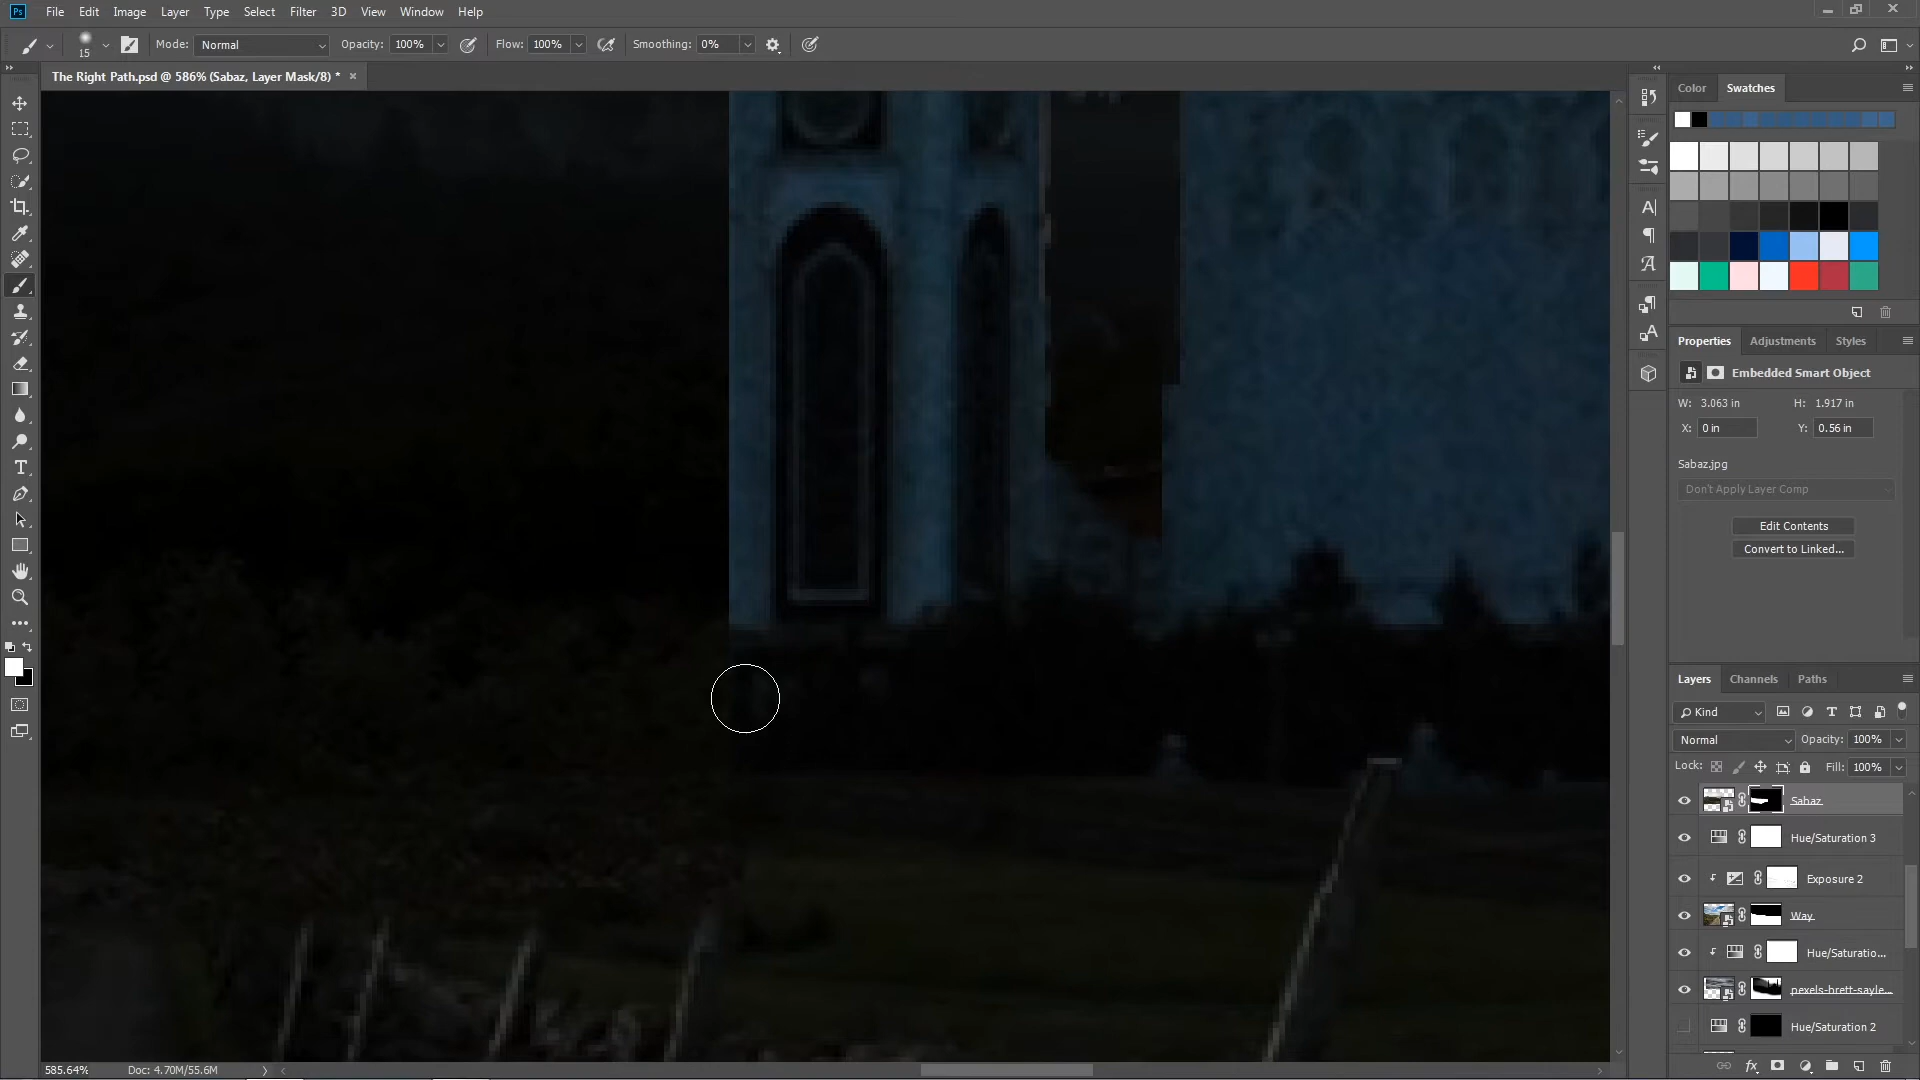 Ps File Edit Image Layer Type Select Filter 3D View Window Help
15 Mode: Normal Opacity: 100% Flow: 100% Smoothing: 0%
The Right Path.psd @ 586% (Sabaz, Layer Mask/8) *
Color Swatches
Properties Adjustments Styles
Embedded Smart Object
W: 3.063 in H: 1.917 in
X: 0 in Y: 0.56 in
Sabaz.jpg
Don't Apply Layer Comp
Edit Contents
Convert to Linked...
Layers Channels Paths
Kind
Normal Opacity: 100%
Lock: Fill: 100%
Sabaz
Hue/Saturation 3
Exposure 2
Way
Hue/Saturatio...
pexels-brett-sayle...
Hue/Saturation 2
585.64% Doc: 4.70M/55.6M